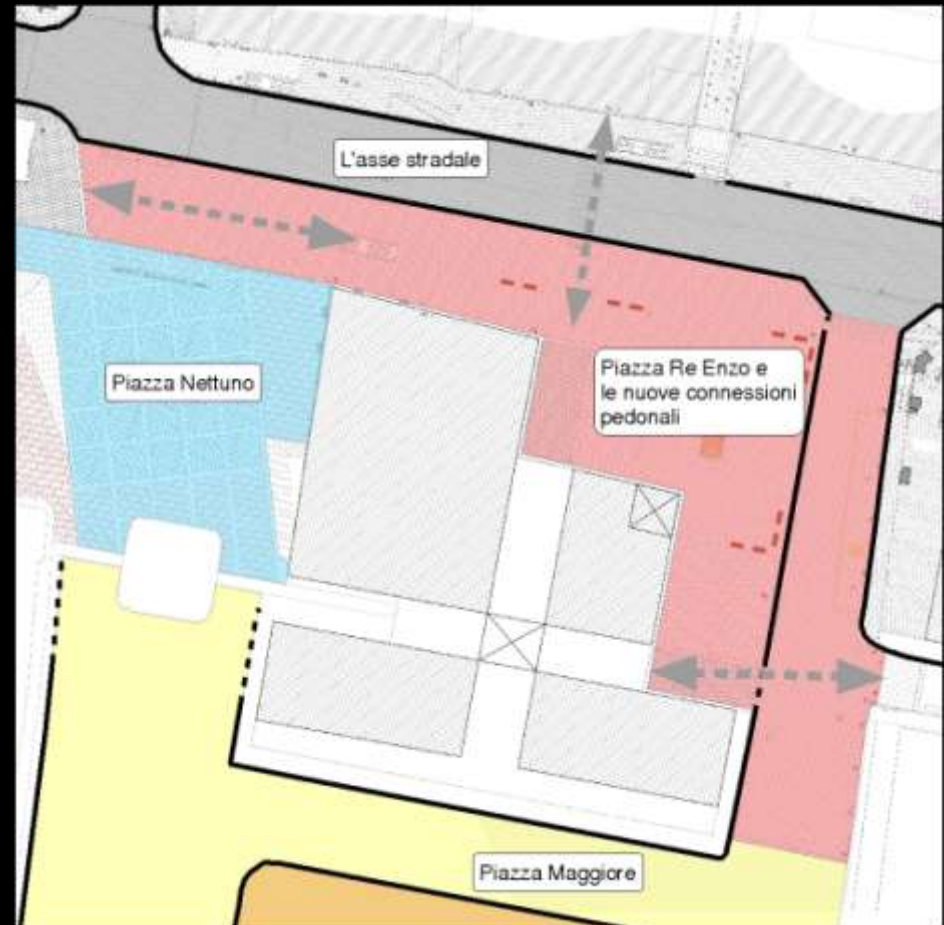 L'asse stradale
Piazza Nettuno
Piazza Re Enzo e
le nuove connessioni
pedonali
Piazza Maggiore